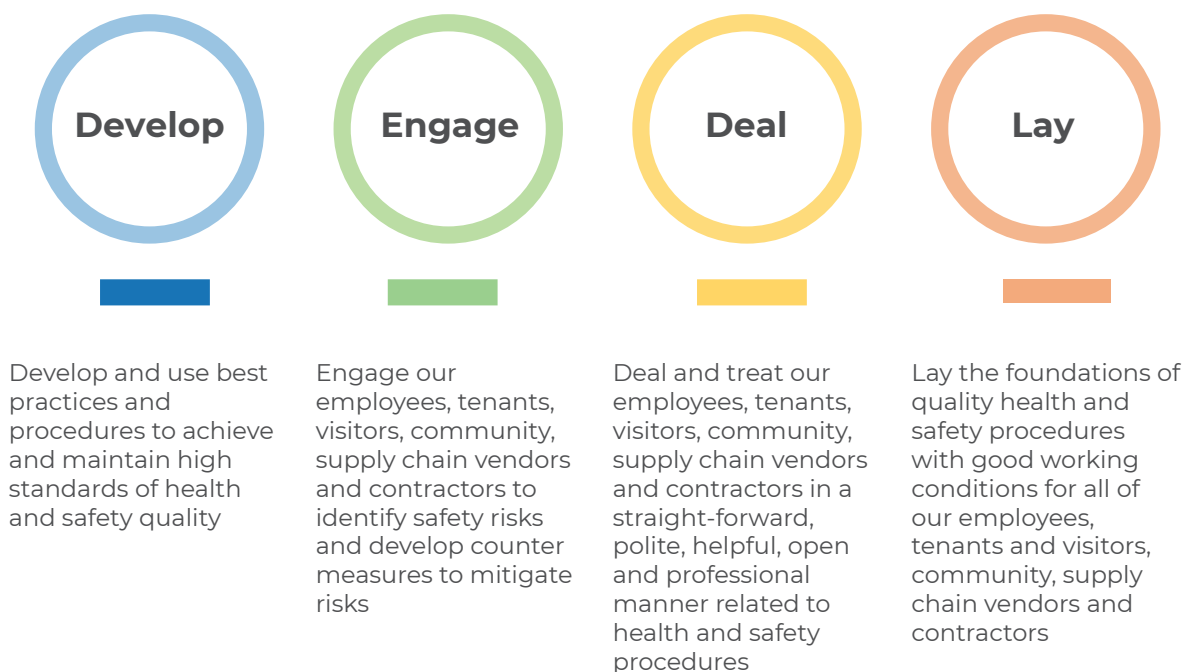 Develop
Develop and use best
practices and
procedures to achieve
and maintain high
standards of health
and safety quality
Engage
Engage our
employees, tenants,
visitors, community,
supply chain vendors
and contractors to
identify safety risks
and develop counter
measures to mitigate
risks
Deal
Deal and treat our
employees, tenants,
visitors, community,
supply chain vendors
and contractors in a
straight-forward,
polite, helpful, open
and professional
manner related to
health and safety
procedures
Lay
Lay the foundations of
quality health and
safety procedures
with good working
conditions for all of
our employees,
tenants and visitors,
community, supply
chain vendors and
contractors